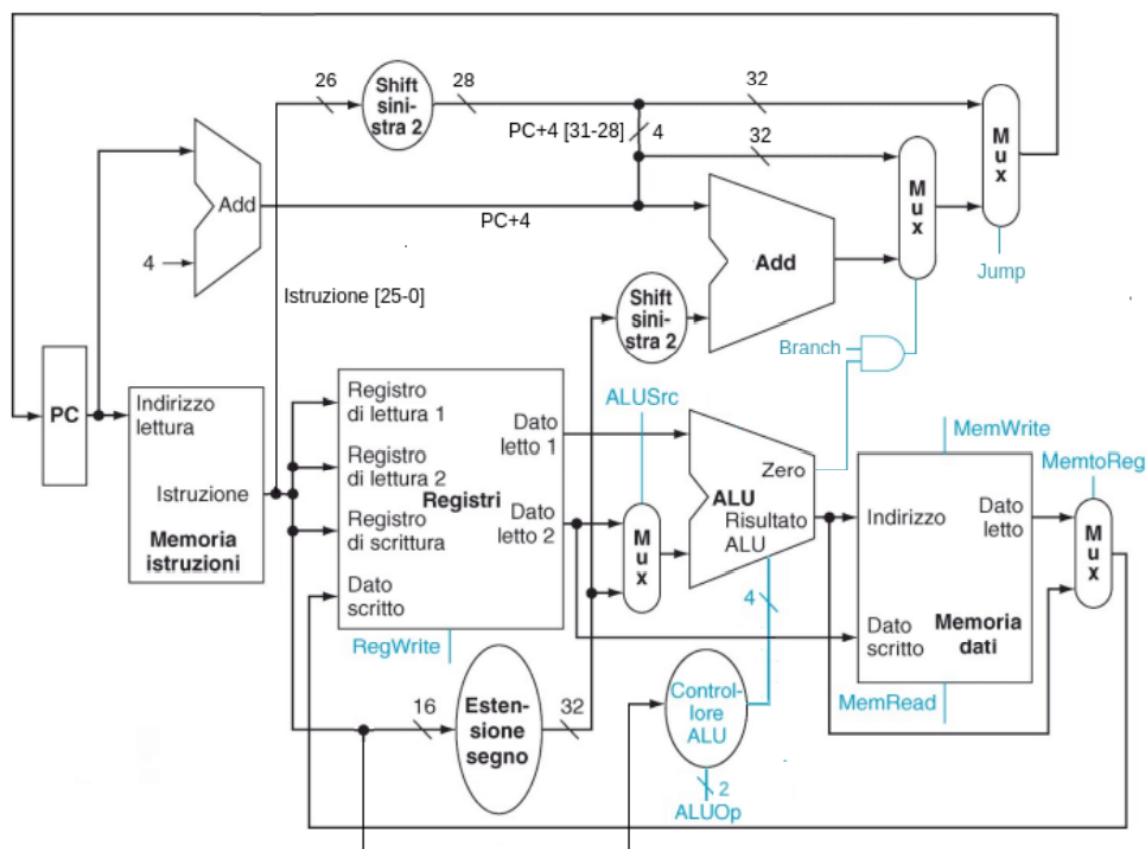 26
Shift
sini-
stra 2
28
32
PC+4 [31-28]
4
32
M
u
x
M
u
x
Add
PC+4
4
Add
Jump
Istruzione [25-0]
Shift
sini-
stra 2
Branch
PC
Indirizzo
lettura
Istruzione
Memoria
istruzioni
Registro
di lettura 1
Registro
di lettura 2
Registri
Registro
di scrittura
Dato
scritto
Dato
letto 1
Dato
letto 2
RegWrite
ALUSrc
M
u
x
Zero
ALU
Risultato
ALU
4
MemWrite
Indirizzo
Dato
letto
Dato
scritto
Memoria
dati
MemRead
MemtoReg
M
u
x
16
Esten-
sione
segno
32
Control-
lore
ALU
2
ALUOp